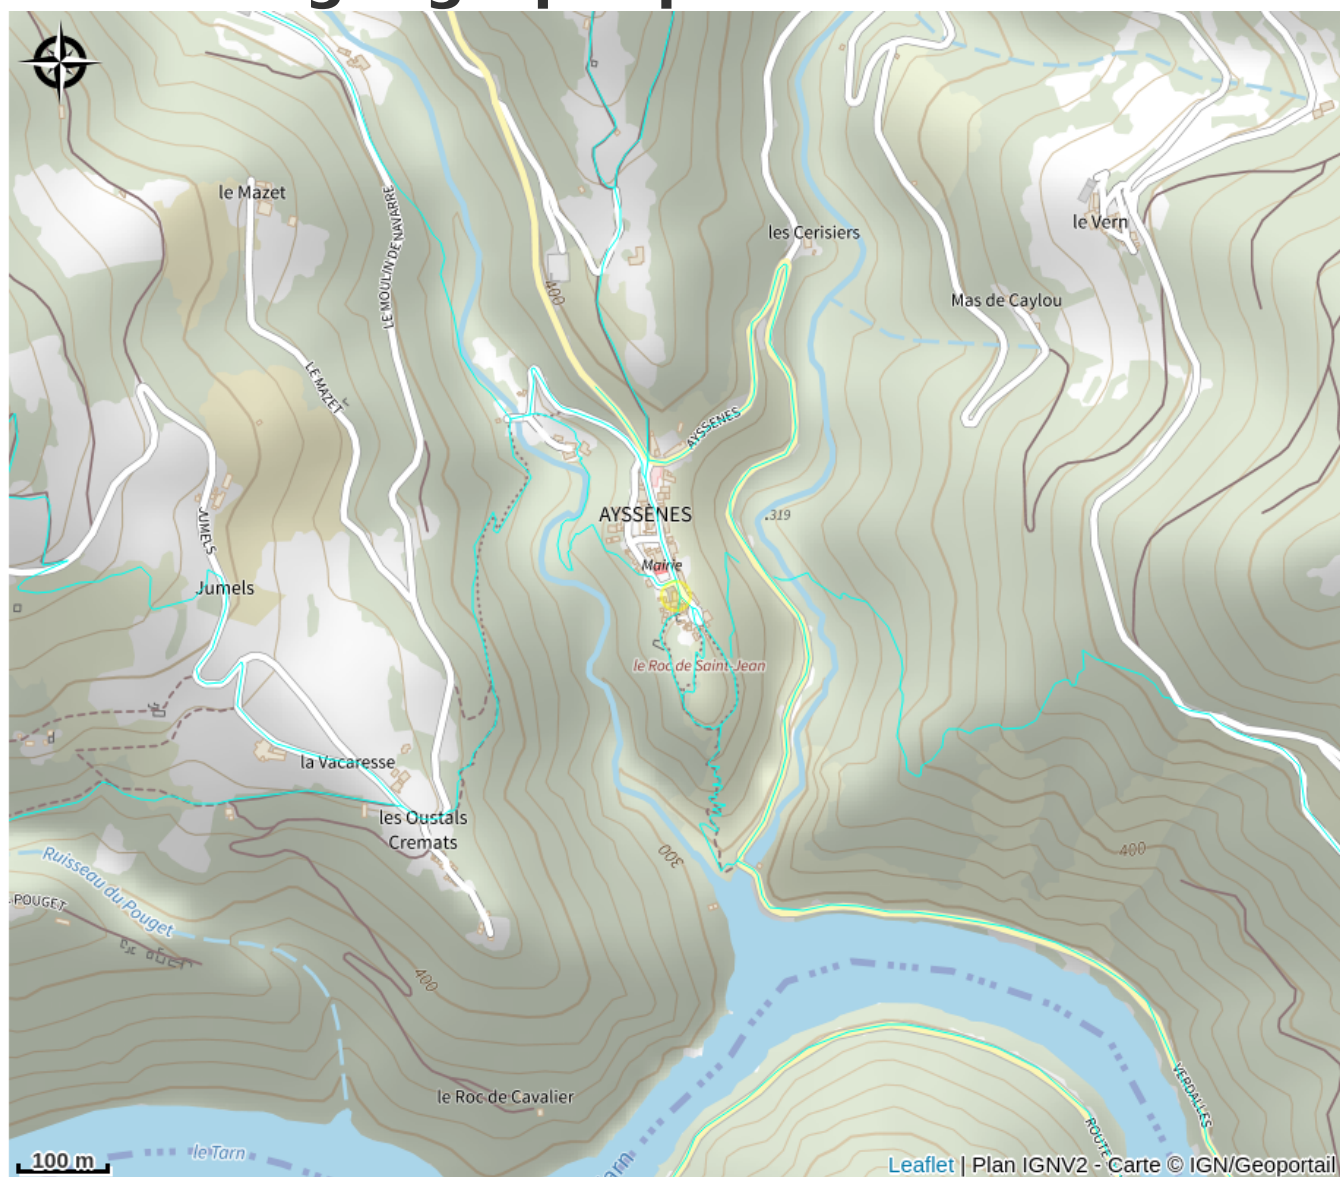 le Mazet
LE MOULIN DE NAVARRE
les Cerisiers
le Vern
400
Mas de Caylou
LE MAZET
AYSSENES
AYSSENES
.319
JUMELS
Mairie
Jumels
le Roc de Saint-Jean
la Vacaresse
les Oustals
Cremats
300
400
Ruisseau du Pouget
POUGET
400
le Roc de Cavalier
VERDALLES
ROUTE
le Tarn
arn
100 m
Leaflet | Plan IGNV2 - Carte © IGN/Geoportail